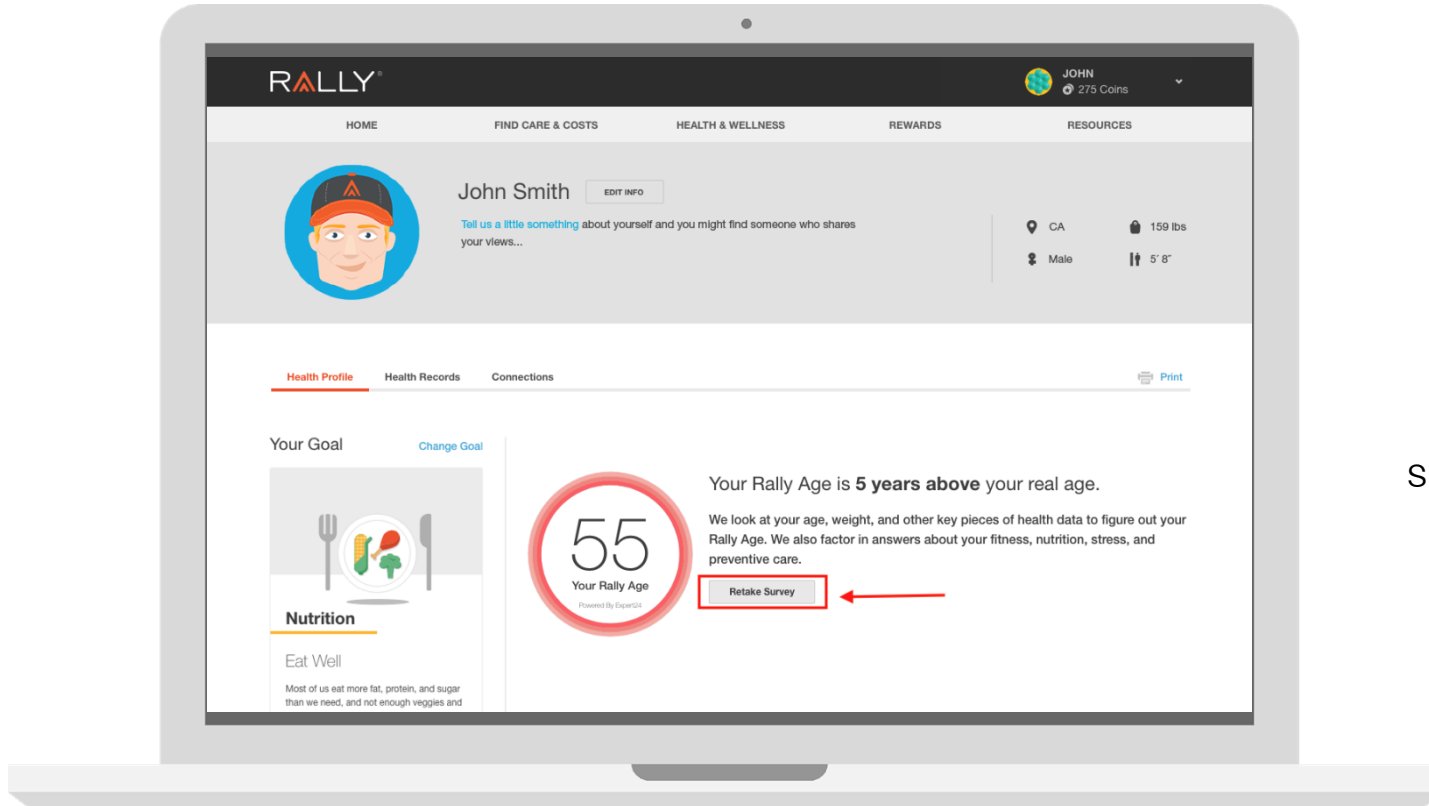 RALLY®
JOHN
275 Coins
HOME FIND CARE & COSTS HEALTH & WELLNESS REWARDS RESOURCES
John Smith EDIT INFO
Tell us a little something about yourself and you might find someone who shares
your views...
CA 159 lbs
Male 5' 8"
Health Profile Health Records Connections Print
Your Goal Change Goal
Nutrition
Eat Well
Most of us eat more fat, protein, and sugar
than we need, and not enough veggies and
55
Your Rally Age
Powered By Expert24
Your Rally Age is 5 years above your real age.
We look at your age, weight, and other key pieces of health data to figure out your
Rally Age. We also factor in answers about your fitness, nutrition, stress, and
preventive care.
Retake Survey
S